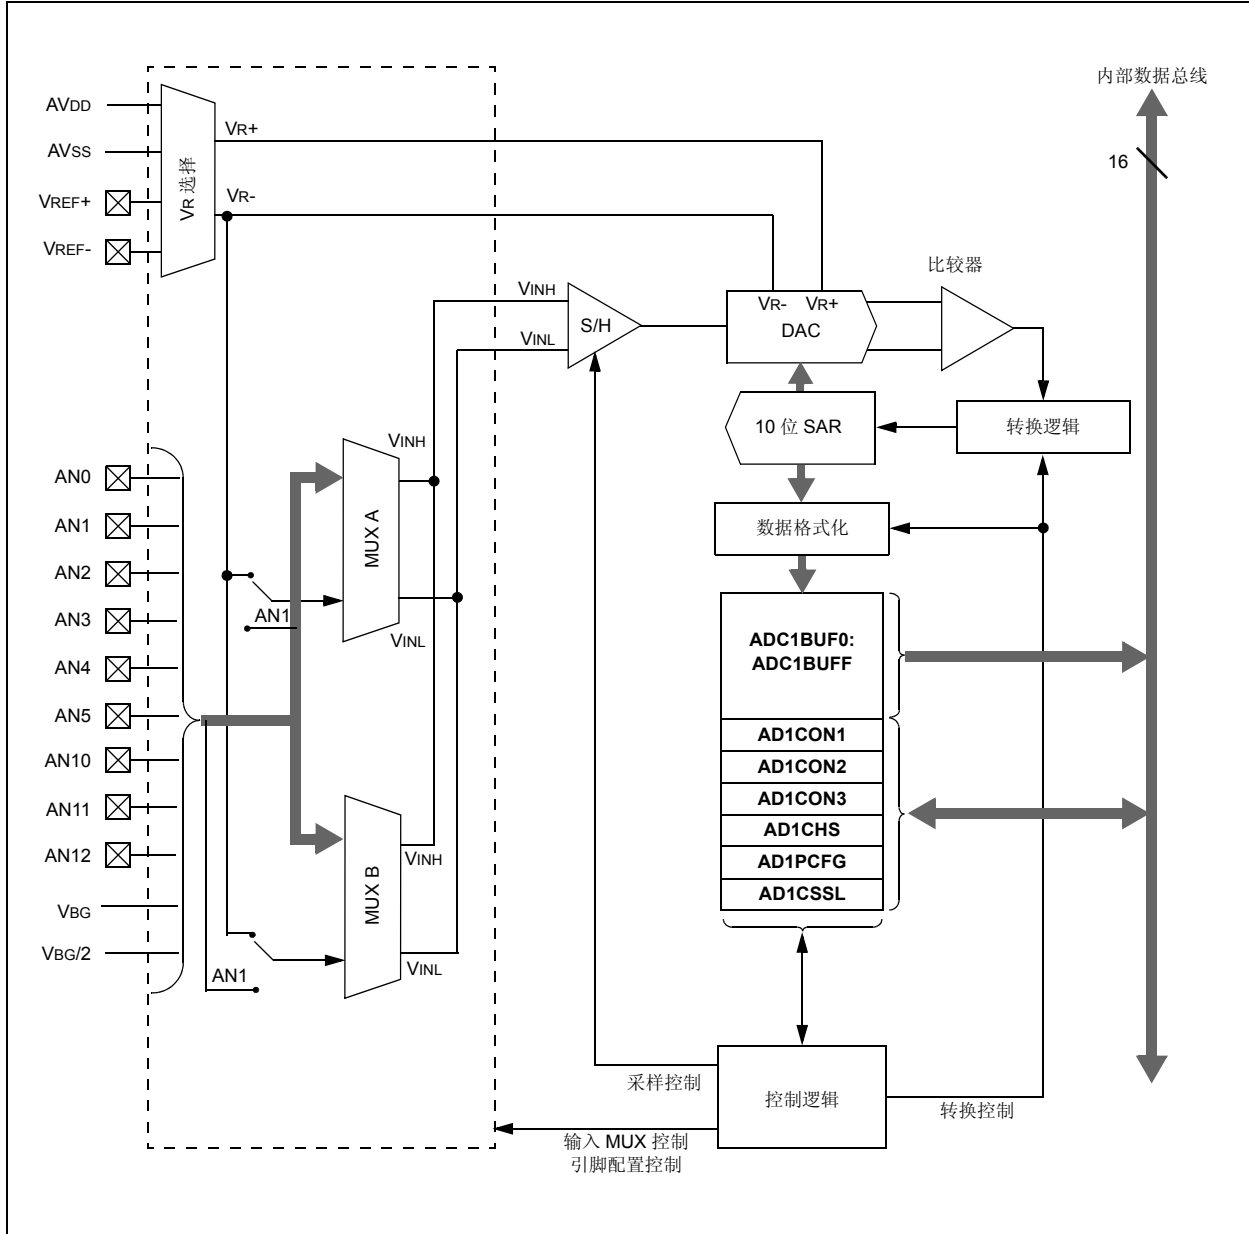 内部数据总线
16
AVDD
AVSS
VREF+
VREF-
VR 选择
VR+
VR-
比较器
VINH
VINL
S/H
VR- VR+
DAC
10 位 SAR
转换逻辑
数据格式化
AN0
AN1
AN2
AN3
AN4
AN5
AN10
AN11
AN12
VBG
VBG/2
VINH
MUX A
VINL
AN1
VINH
MUX B
VINL
AN1
ADC1BUF0:
ADC1BUFF
AD1CON1
AD1CON2
AD1CON3
AD1CHS
AD1PCFG
AD1CSSL
采样控制
控制逻辑
转换控制
输入 MUX 控制
引脚配置控制